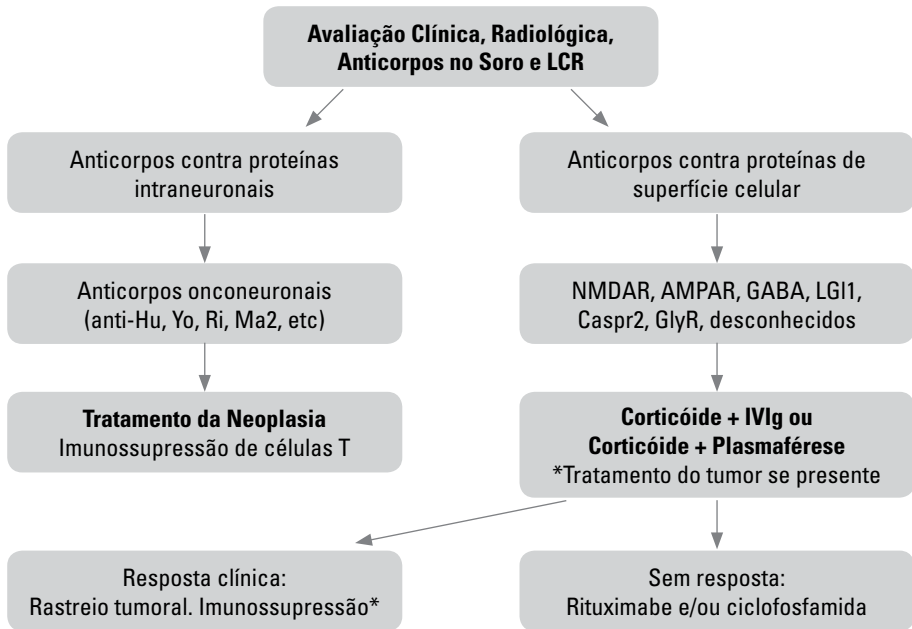 Avaliação Clínica, Radiológica,
Anticorpos no Soro e LCR
Anticorpos contra proteínas
intraneuronais
Anticorpos contra proteínas de
superfície celular
Anticorpos onconeuronais
(anti-Hu, Yo, Ri, Ma2, etc)
NMDAR, AMPAR, GABA, LGI1,
Caspr2, GlyR, desconhecidos
Tratamento da Neoplasia
Imunossupressão de células T
Corticóide + IVIg ou
Corticóide + Plasmaférese
*Tratamento do tumor se presente
Resposta clínica:
Rastreio tumoral. Imunossupressão*
Sem resposta:
Rituximabe e/ou ciclofosfamida